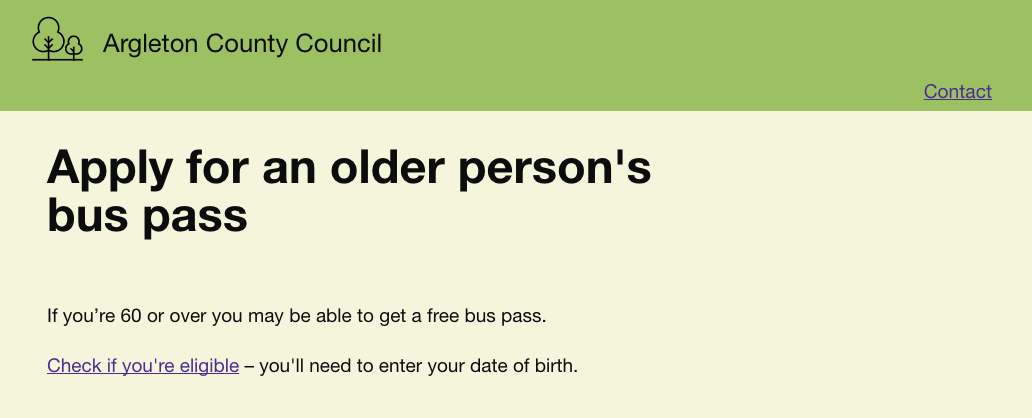 Argleton County Council
Contact
Apply for an older person's
bus pass
If you’re 60 or over you may be able to get a free bus pass.
Check if you're eligible – you'll need to enter your date of birth.